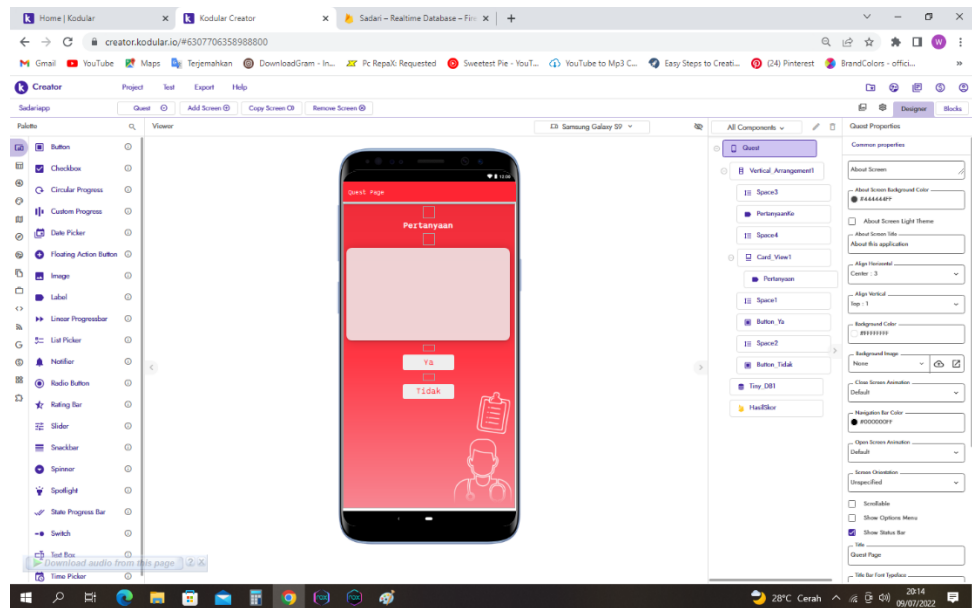 Home | Kodular
Kodular Creator
Sadari – Realtime Database – Fire
creator.kodular.io/#6307706358988800
Gmail
YouTube
Maps
Terjemahkan
DownloadGram - In...
Pc RepaX: Requested
Sweetest Pie - YouT...
YouTube to Mp3 C...
Easy Steps to Creati...
(24) Pinterest
BrandColors - offici...
Creator
Project
Test
Export
Help
Sadariapp
Quest
Add Screen
Copy Screen
Remove Screen
Designer
Blocks
Palette
Viewer
Samsung Galaxy S9
All Components
Quest Properties
Button
Checkbox
Circular Progress
Custom Progress
Date Picker
Floating Action Button
Image
Label
Linear Progressbar
List Picker
Notifier
Radio Button
Rating Bar
Slider
Snackbar
Spinner
Spotlight
State Progress Bar
Switch
Text Box
Download audio from this page
Time Picker
Quest Page
Pertanyaan
Ya
Tidak
Quest
Vertical_Arrangement1
Space3
PertanyaanKe
Space4
Card_View1
Pertanyaan
Space1
Button_Ya
Space2
Button_Tidak
Tiny_DB1
HasilSkor
Common properties
About Screen
About Screen Background Color
#444444FF
About Screen Light Theme
About Screen Title
About this application
Align Horizontal
Center : 3
Align Vertical
Top : 1
Background Color
#FFFFFFFF
Background Image
None
Close Screen Animation
Default
Navigation Bar Color
#000000FF
Open Screen Animation
Default
Screen Orientation
Unspecified
Scrollable
Show Options Menu
Show Status Bar
Title
Quest Page
Title Bar Font Typeface
28°C Cerah
20:14
09/07/2022